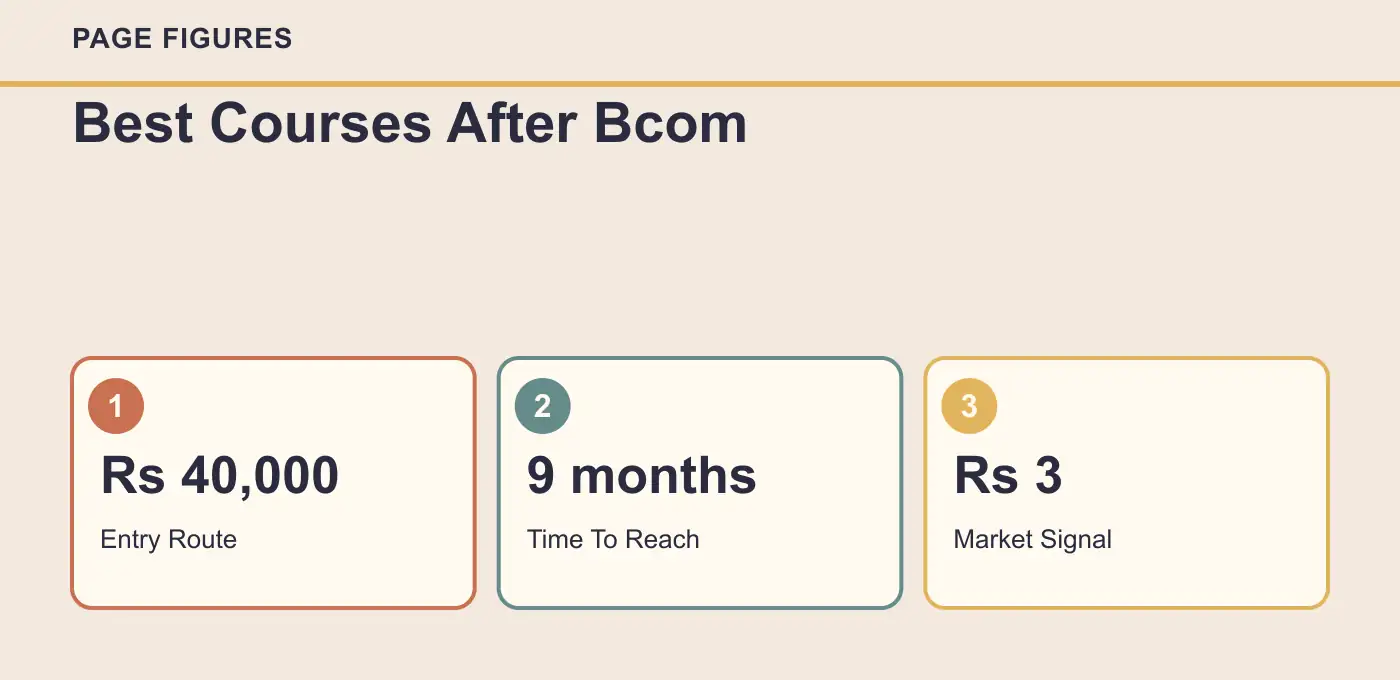 PAGE FIGURES
Best Courses After Bcom
1
Rs 40,000
Entry Route
2
9 months
Time To Reach
3
Rs 3
Market Signal